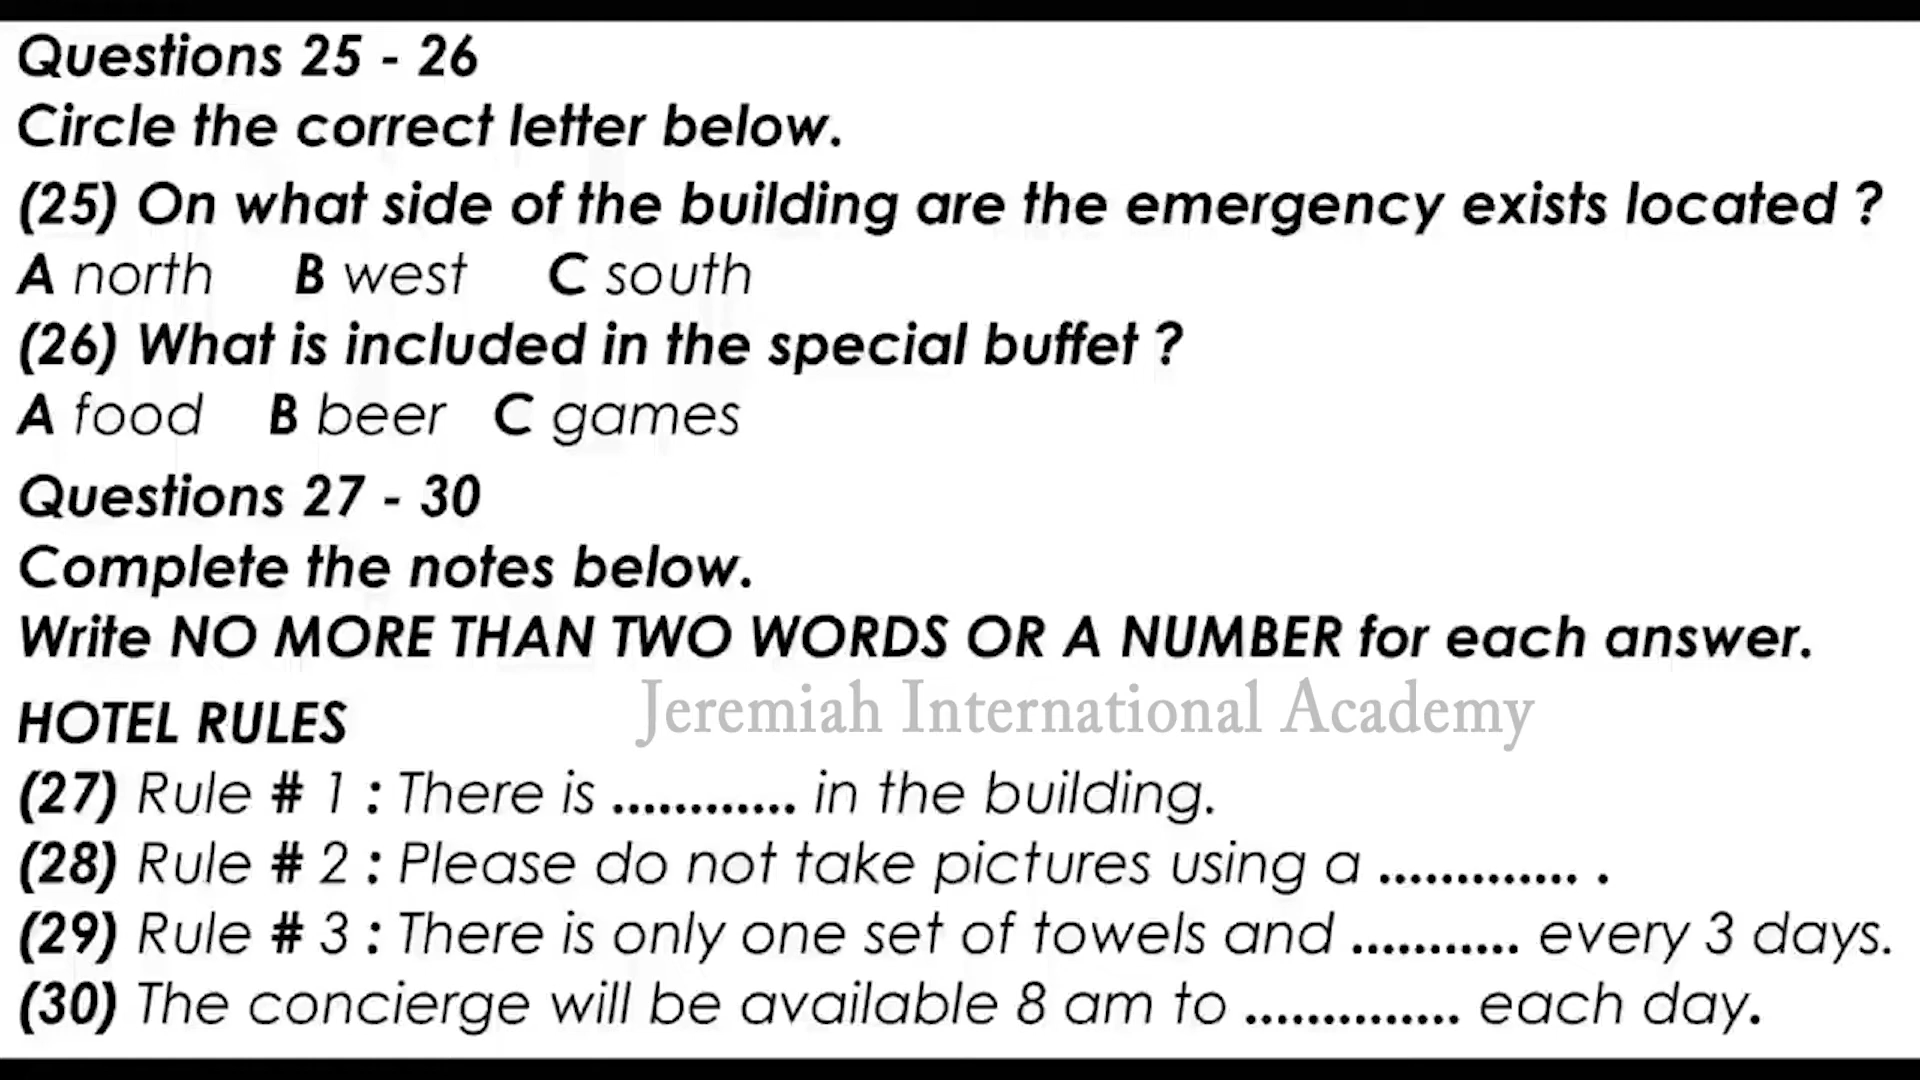 Questions 25 - 26
Circle the correct letter below.
(25) On what side of the building are the emergency exists located ?
A north B west C south
(26) What is included in the special buffet ?
A food B beer C games
Questions 27 - 30
Complete the notes below.
Write NO MORE THAN TWO WORDS OR A NUMBER for each answer.
HOTEL RULES
Jeremiah International Academy
(27) Rule # 1 : There is ............ in the building.
(28) Rule # 2 : Please do not take pictures using a ............. .
(29) Rule # 3 : There is only one set of towels and ........... every 3 days.
(30) The concierge will be available 8 am to .............. each day.